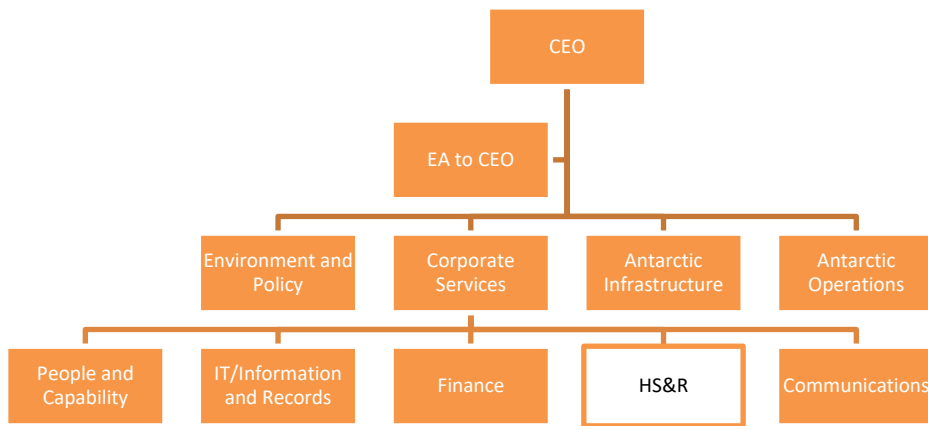 CEO
EA to CEO
Environment and
Policy
Corporate
Services
Antarctic
Infrastructure
Antarctic
Operations
People and
Capability
IT/Information
and Records
Finance
HS&R
Communications